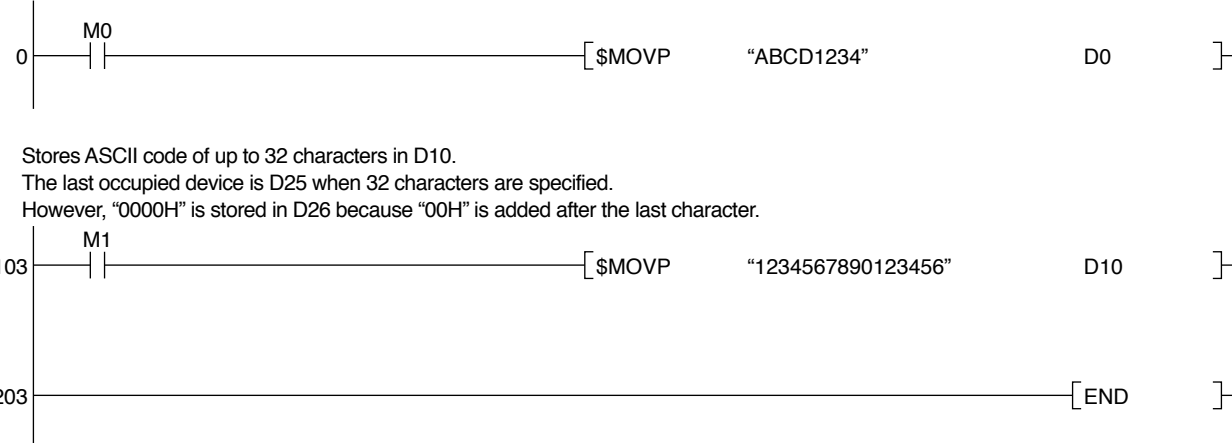 M0
0 $MOVP “ABCD1234” D0
Stores ASCII code of up to 32 characters in D10.
The last occupied device is D25 when 32 characters are specified.
However, “0000H” is stored in D26 because “00H” is added after the last character.
M1
103 $MOVP “1234567890123456” D10
203 END